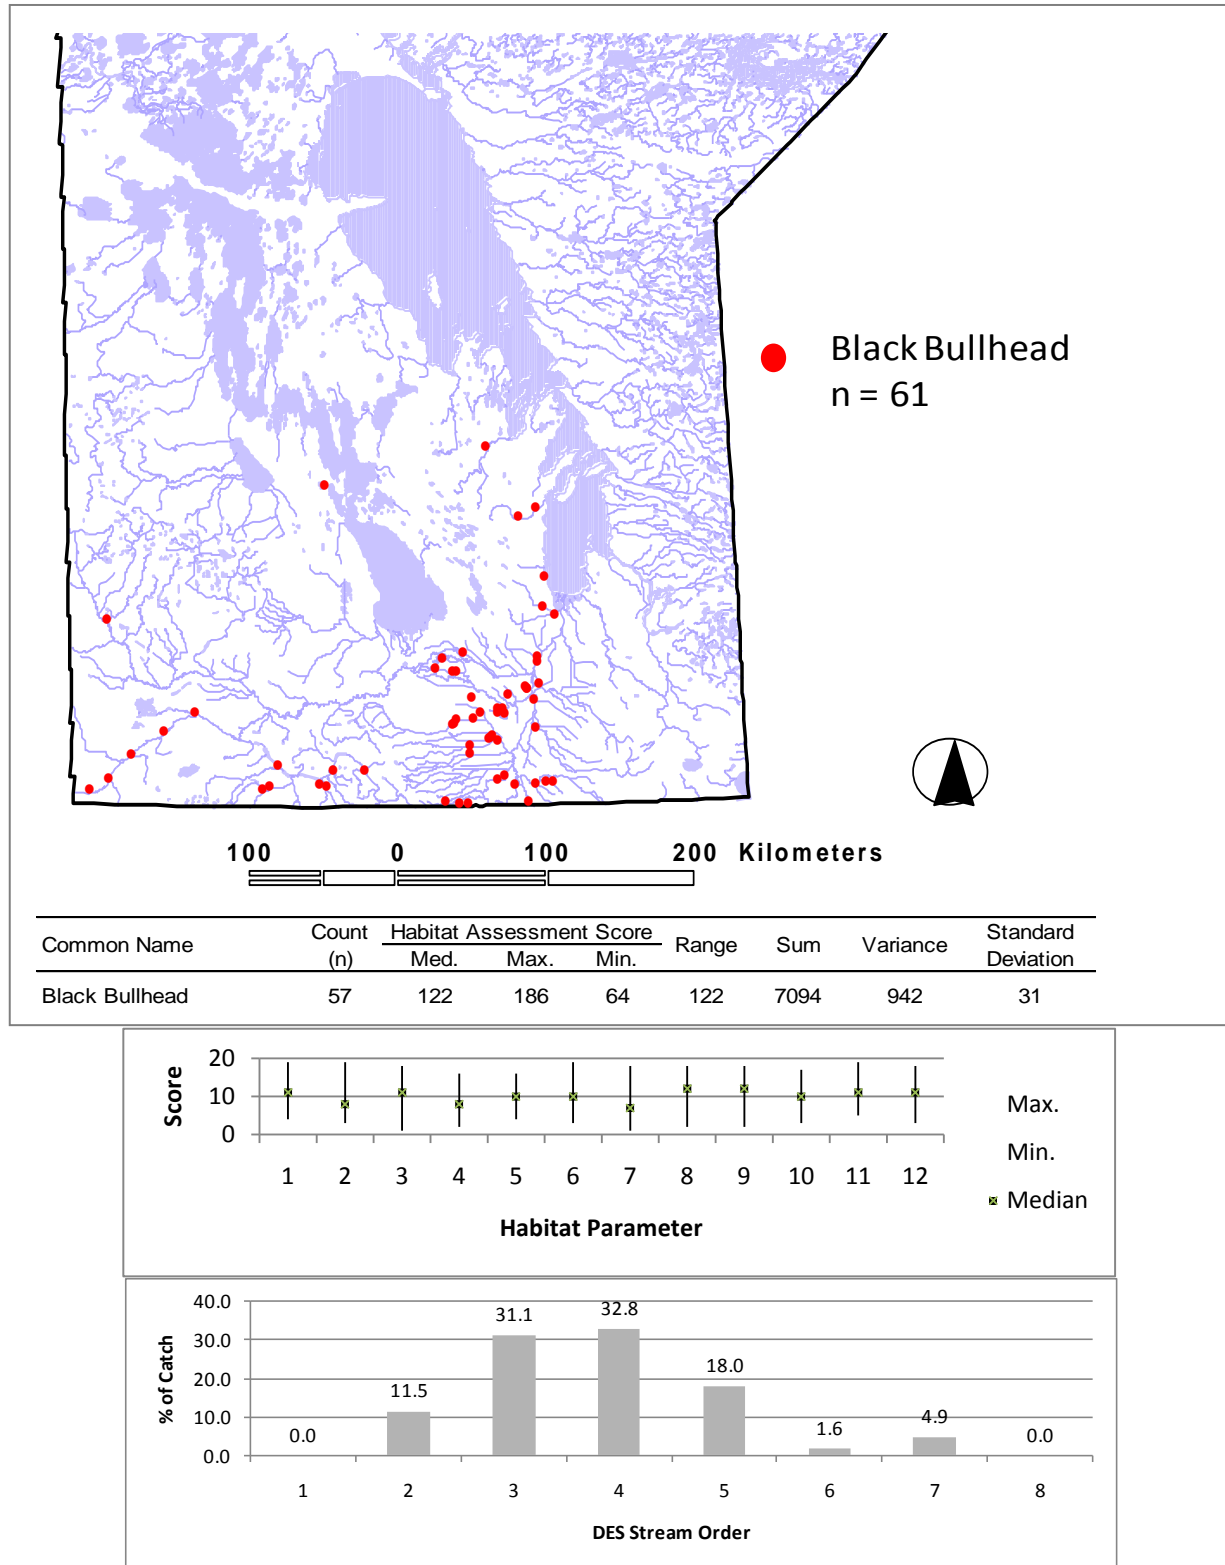 Black Bullhead
n = 61
100 0 100 200 Kilometers
Common Name Count (n) Habitat Assessment Score Med. Max. Min. Range Sum Variance Standard Deviation
Black Bullhead 57 122 186 64 122 7094 942 31
20
10
0
Score
1 2 3 4 5 6 7 8 9 10 11 12
Habitat Parameter
Max.
Min.
Median
40.0
30.0
20.0
10.0
0.0
% of Catch
0.0 11.5 31.1 32.8 18.0 1.6 4.9 0.0
1 2 3 4 5 6 7 8
DES Stream Order